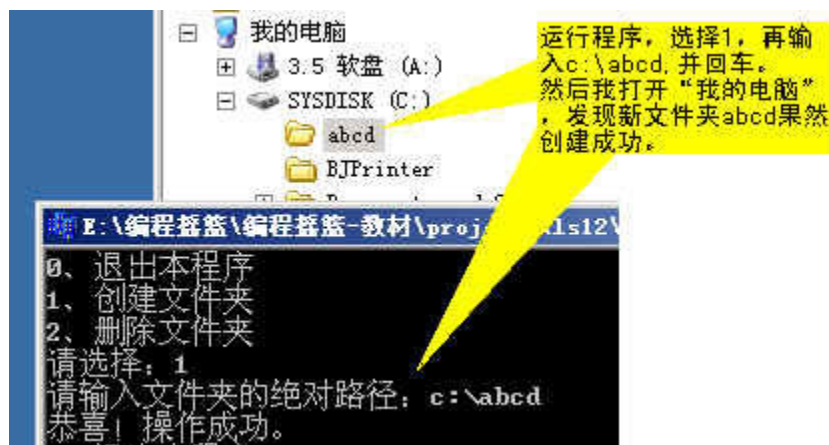 我的电脑
3.5 软盘 (A:)
SYSDISK (C:)
abcd
BJPrinter
运行程序，选择1，再输
入c:\abcd,并回车。
然后我打开“我的电脑”
，发现新文件夹abcd果然
创建成功。
E:\编程摇篮\编程摇篮-教材\proj
ls12\
0、退出本程序
1、创建文件夹
2、删除文件夹
请选择：1
请输入文件夹的绝对路径：c:\abcd
恭喜！操作成功。